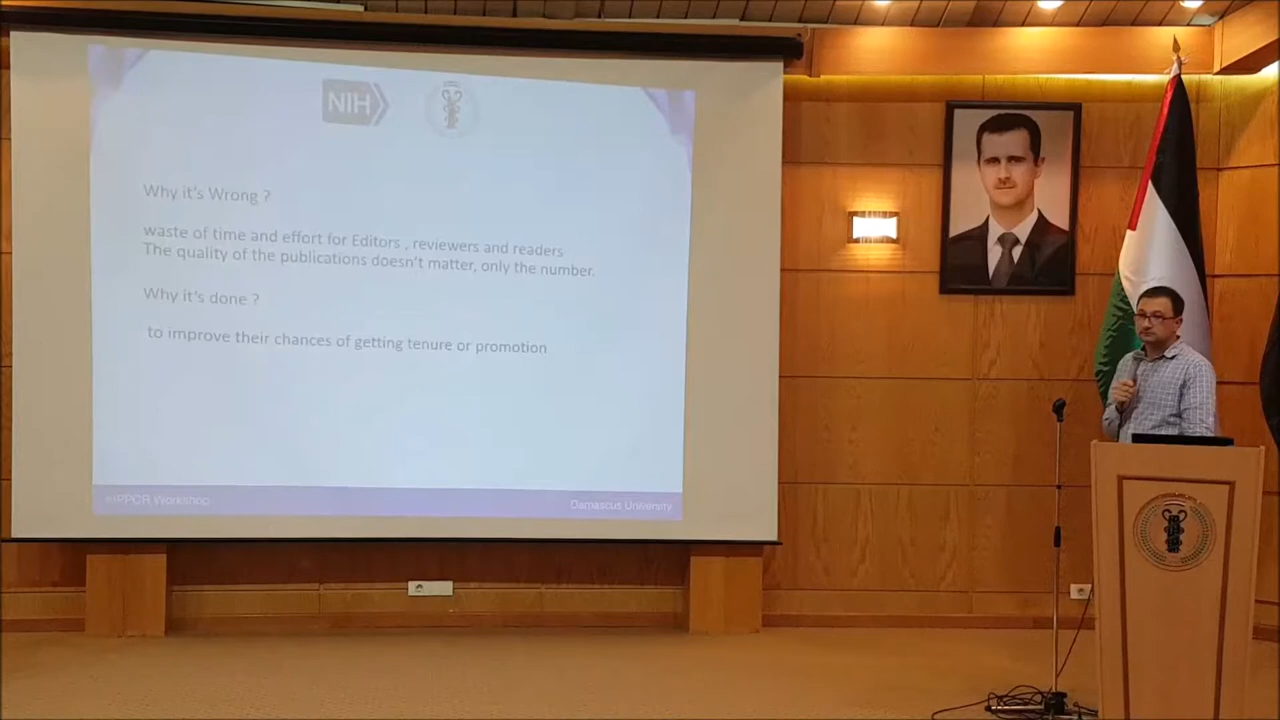 NIH
Why it's Wrong ?
waste of time and effort for Editors , reviewers and readers
The quality of the publications doesn't matter, only the number.
Why it's done ?
to improve their chances of getting tenure or promotion
Workshop
Damascus University